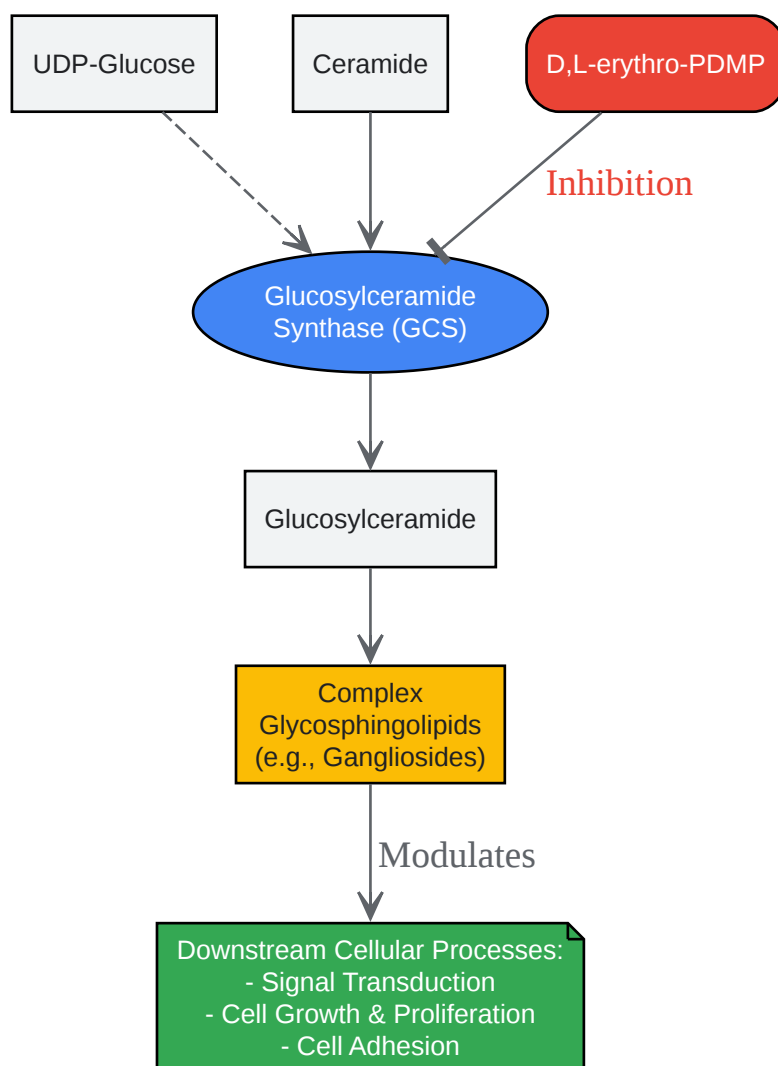 UDP-Glucose
Ceramide
D,L-erythro-PDMP
Inhibition
Glucosylceramide
Synthase (GCS)
Glucosylceramide
Complex
Glycosphingolipids
(e.g., Gangliosides)
Modulates
Downstream Cellular Processes:
- Signal Transduction
- Cell Growth & Proliferation
- Cell Adhesion